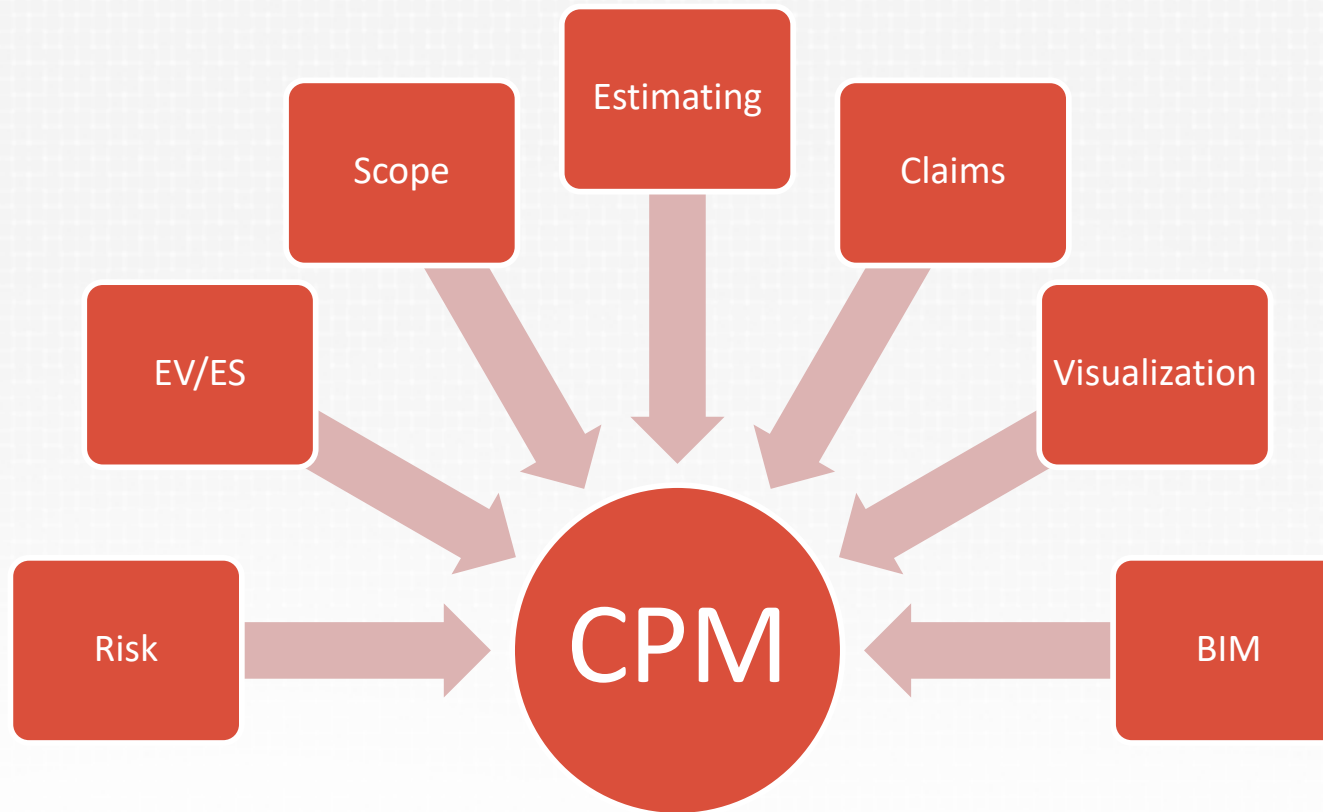 Estimating
Scope
Claims
EV/ES
Visualization
Risk
CPM
BIM